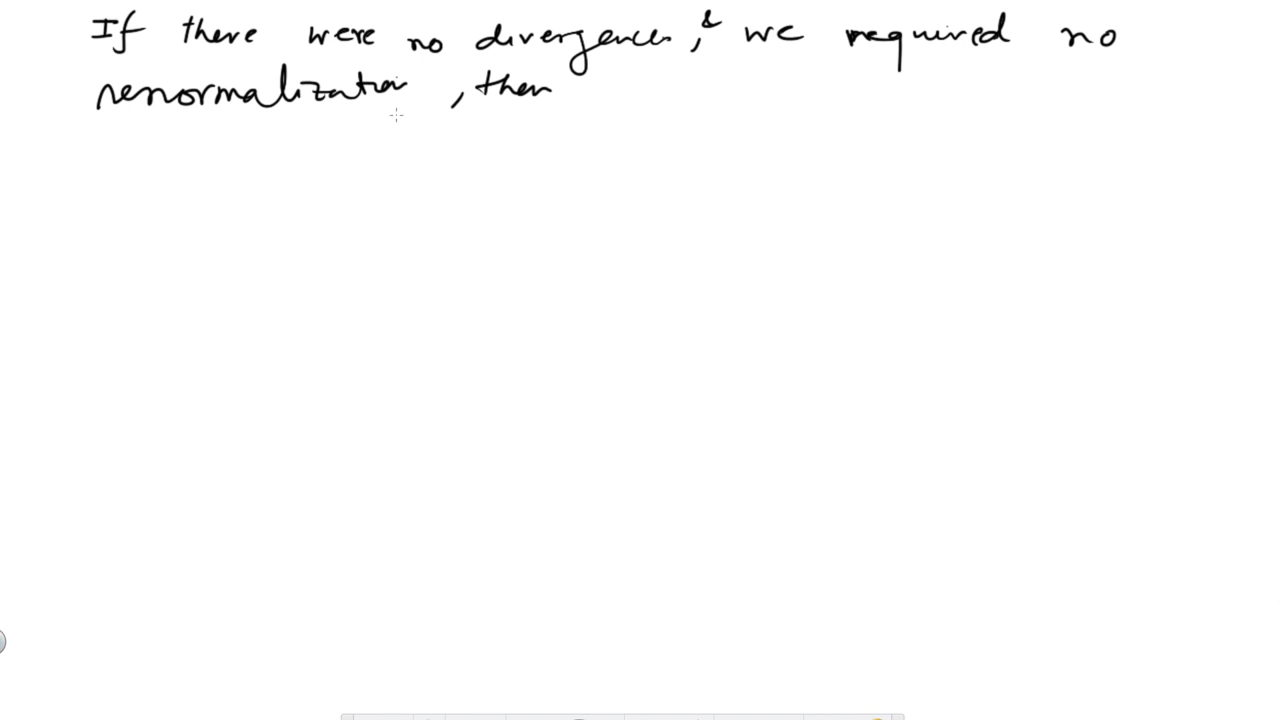 If there were no divergences, & we required no
renormalization, then